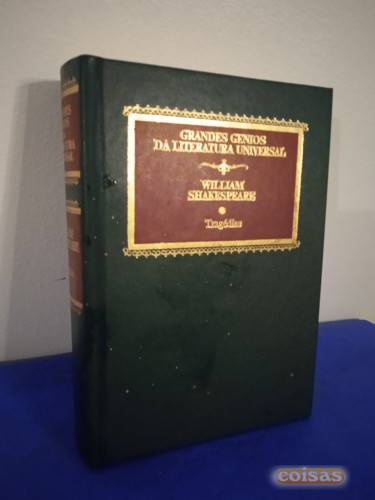 GRANDES GENIOS
DA LITERATURA UNIVERSAL
WILLIAM
SHAKESPEARE
Tragédias
coisas